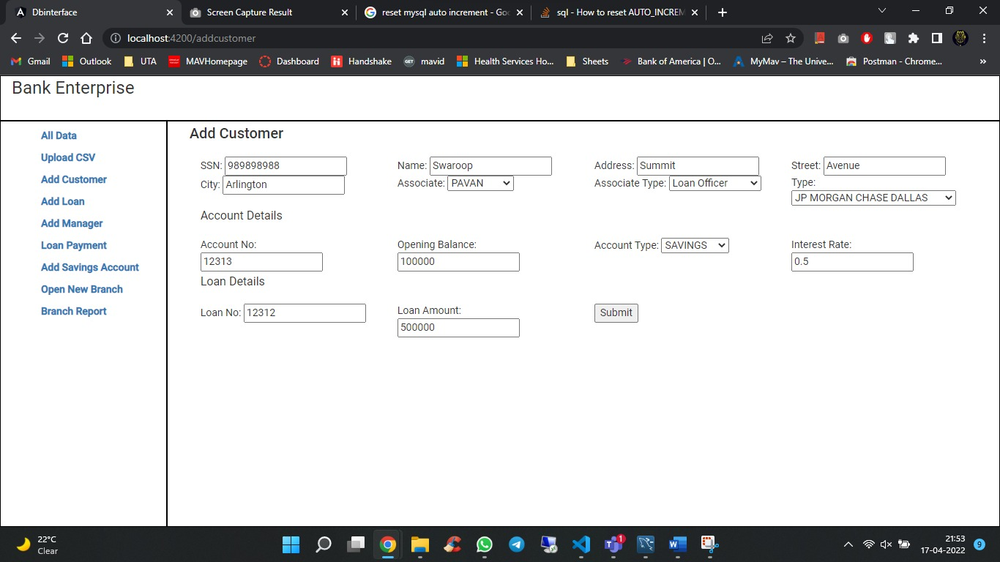 Dbinterface
Screen Capture Result
reset mysql auto increment - Goo
sql - How to reset AUTO_INCREM
localhost:4200/addcustomer
Gmail
Outlook
UTA
MAVHomepage
Dashboard
Handshake
GET
mavid
Health Services Ho...
Sheets
Bank of America | O...
MyMav – The Unive...
Postman - Chrome...
»
Bank Enterprise
All Data
Upload CSV
Add Customer
Add Loan
Add Manager
Loan Payment
Add Savings Account
Open New Branch
Branch Report
Add Customer
SSN: 989898988 Name: Swaroop Address: Summit Street: Avenue
City: Arlington Associate: PAVAN Associate Type: Loan Officer Type:
JP MORGAN CHASE DALLAS
Account Details
Account No: Opening Balance: Account Type: SAVINGS Interest Rate:
12313 100000 0.5
Loan Details
Loan No: 12312 Loan Amount: Submit
500000
22°C
Clear
1
21:53
17-04-2022
9